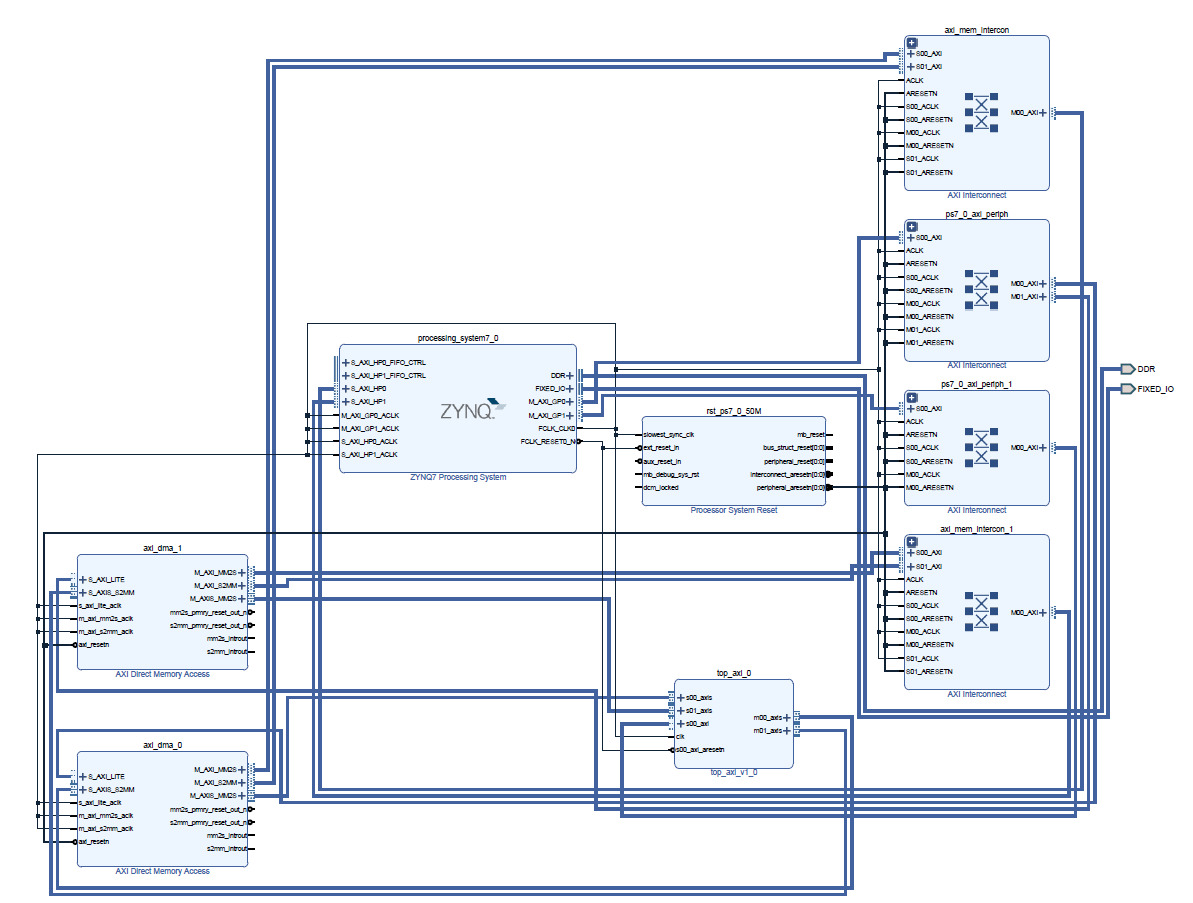 axi_mem_intercon
S00_AXI
S01_AXI
ACLK
ARESETN
S00_ACLK
S00_ARESETN
M00_ACLK
M00_ARESETN
S01_ACLK
S01_ARESETN
M00_AXI
AXI Interconnect
ps7_0_axi_periph
S00_AXI
ACLK
ARESETN
S00_ACLK
S00_ARESETN
M00_ACLK
M00_ARESETN
M01_ACLK
M01_ARESETN
M00_AXI
M01_AXI
AXI Interconnect
DDR
FIXED_IO
processing_system7_0
S_AXI_HP0_FIFO_CTRL
S_AXI_HP1_FIFO_CTRL
S_AXI_HP0
S_AXI_HP1
M_AXI_GP0_ACLK
M_AXI_GP1_ACLK
S_AXI_HP0_ACLK
S_AXI_HP1_ACLK
ZYNQ
DDR
FIXED_IO
M_AXI_GP0
M_AXI_GP1
FCLK_CLK0
FCLK_RESET0_N
ZYNQ7 Processing System
rst_ps7_0_50M
slowest_sync_clk
ext_reset_in
aux_reset_in
mb_debug_sys_rst
dcm_locked
mb_reset
bus_struct_reset[0:0]
peripheral_reset[0:0]
interconnect_aresetn[0:0]
peripheral_aresetn[0:0]
Processor System Reset
ps7_0_axi_periph_1
S00_AXI
ACLK
ARESETN
S00_ACLK
S00_ARESETN
M00_ACLK
M00_ARESETN
M00_AXI
AXI Interconnect
axi_mem_intercon_1
S00_AXI
S01_AXI
ACLK
ARESETN
S00_ACLK
S00_ARESETN
M00_ACLK
M00_ARESETN
S01_ACLK
S01_ARESETN
M00_AXI
AXI Interconnect
axi_dma_1
S_AXI_LITE
S_AXIS_S2MM
s_axi_lite_aclk
m_axi_mm2s_aclk
m_axi_s2mm_aclk
axi_resetn
M_AXI_MM2S
M_AXI_S2MM
M_AXIS_MM2S
mm2s_prmry_reset_out_n
s2mm_prmry_reset_out_n
mm2s_introut
s2mm_introut
AXI Direct Memory Access
top_axi_0
s00_axis
s01_axis
s00_axi
clk
s00_axi_aresetn
m00_axis
m01_axis
top_axi_v1_0
axi_dma_0
S_AXI_LITE
S_AXIS_S2MM
s_axi_lite_aclk
m_axi_mm2s_aclk
m_axi_s2mm_aclk
axi_resetn
M_AXI_MM2S
M_AXI_S2MM
M_AXIS_MM2S
mm2s_prmry_reset_out_n
s2mm_prmry_reset_out_n
mm2s_introut
s2mm_introut
AXI Direct Memory Access